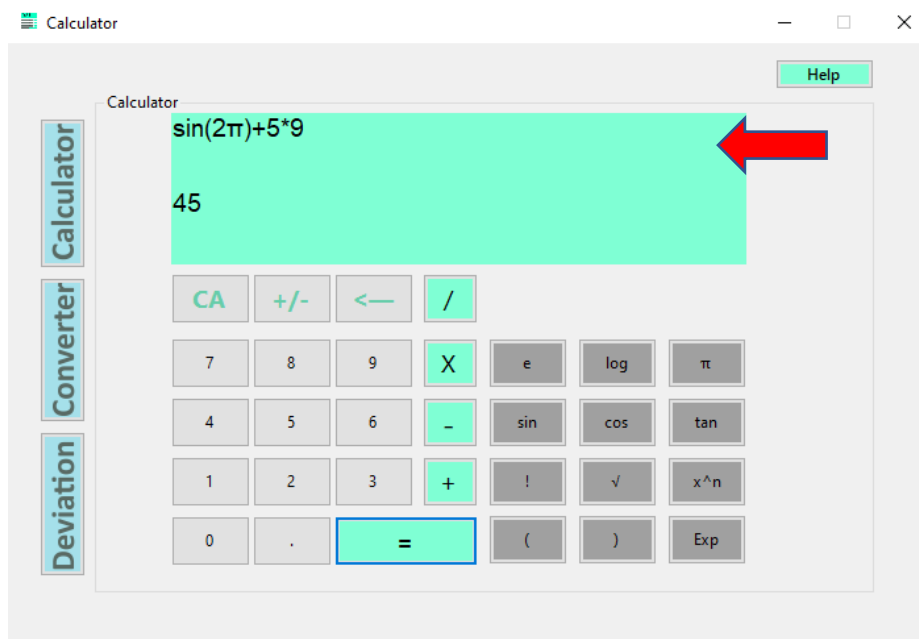 Calculator
Help
Calculator
sin(2π)+5*9
45
Calculator
Converter
Deviation
CA +/- <— /
7 8 9 X e log π
4 5 6 - sin cos tan
1 2 3 + ! √ x^n
0 . = ( ) Exp